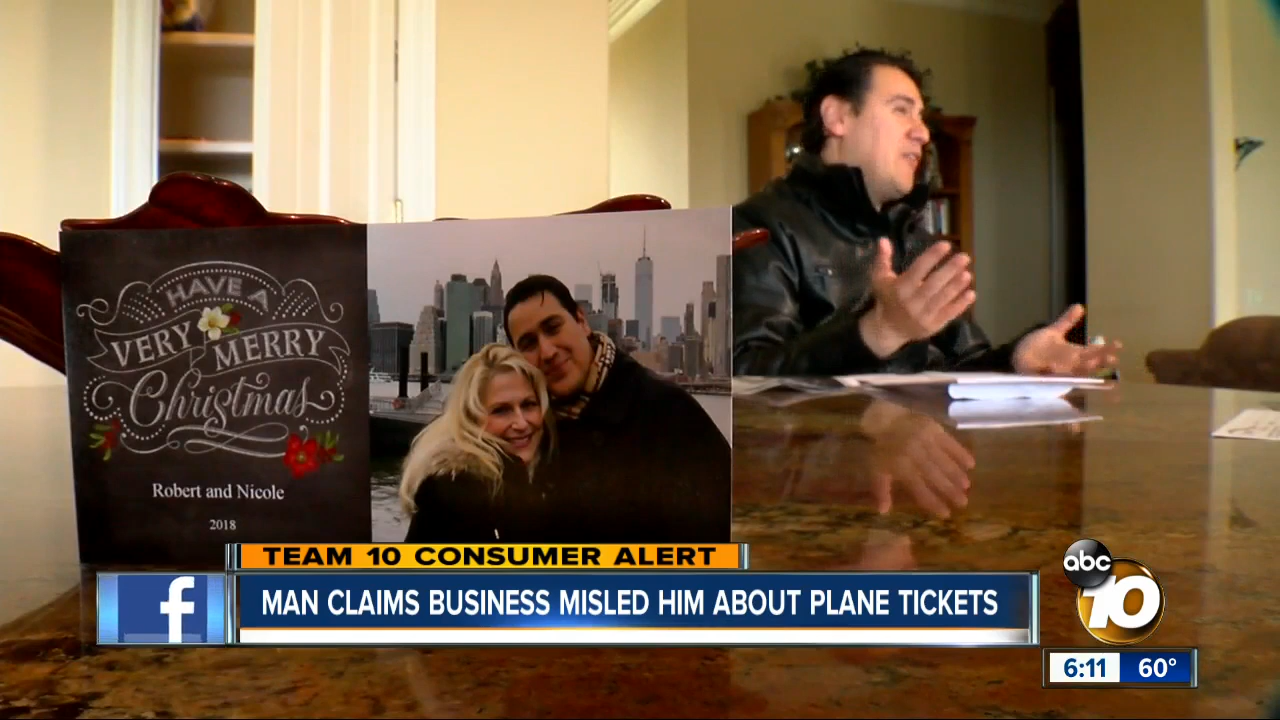 HAVE A
VERY MERRY
Christmas
Robert and Nicole
2018
TEAM 10 CONSUMER ALERT
f
MAN CLAIMS BUSINESS MISLED HIM ABOUT PLANE TICKETS
abc
10
6:11 60°